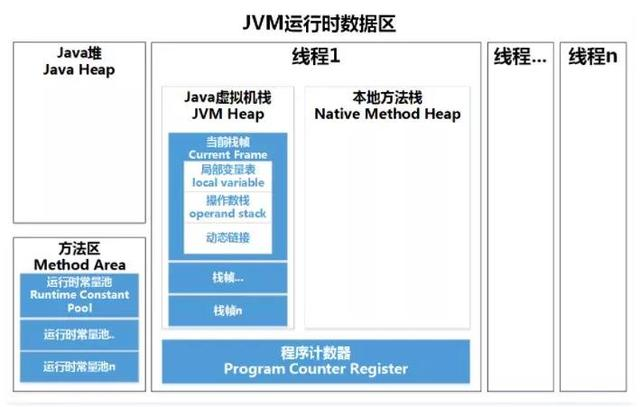 JVM运行时数据区
Java堆
Java Heap
方法区
Method Area
运行时常量池
Runtime Constant
Pool
运行时常量池..
运行时常量池n
线程1
Java虚拟机栈
JVM Heap
当前栈帧
Current Frame
局部变量表
local variable
操作数栈
operand stack
动态链接
栈帧...
栈帧n
本地方法栈
Native Method Heap
程序计数器
Program Counter Register
线程...
线程n